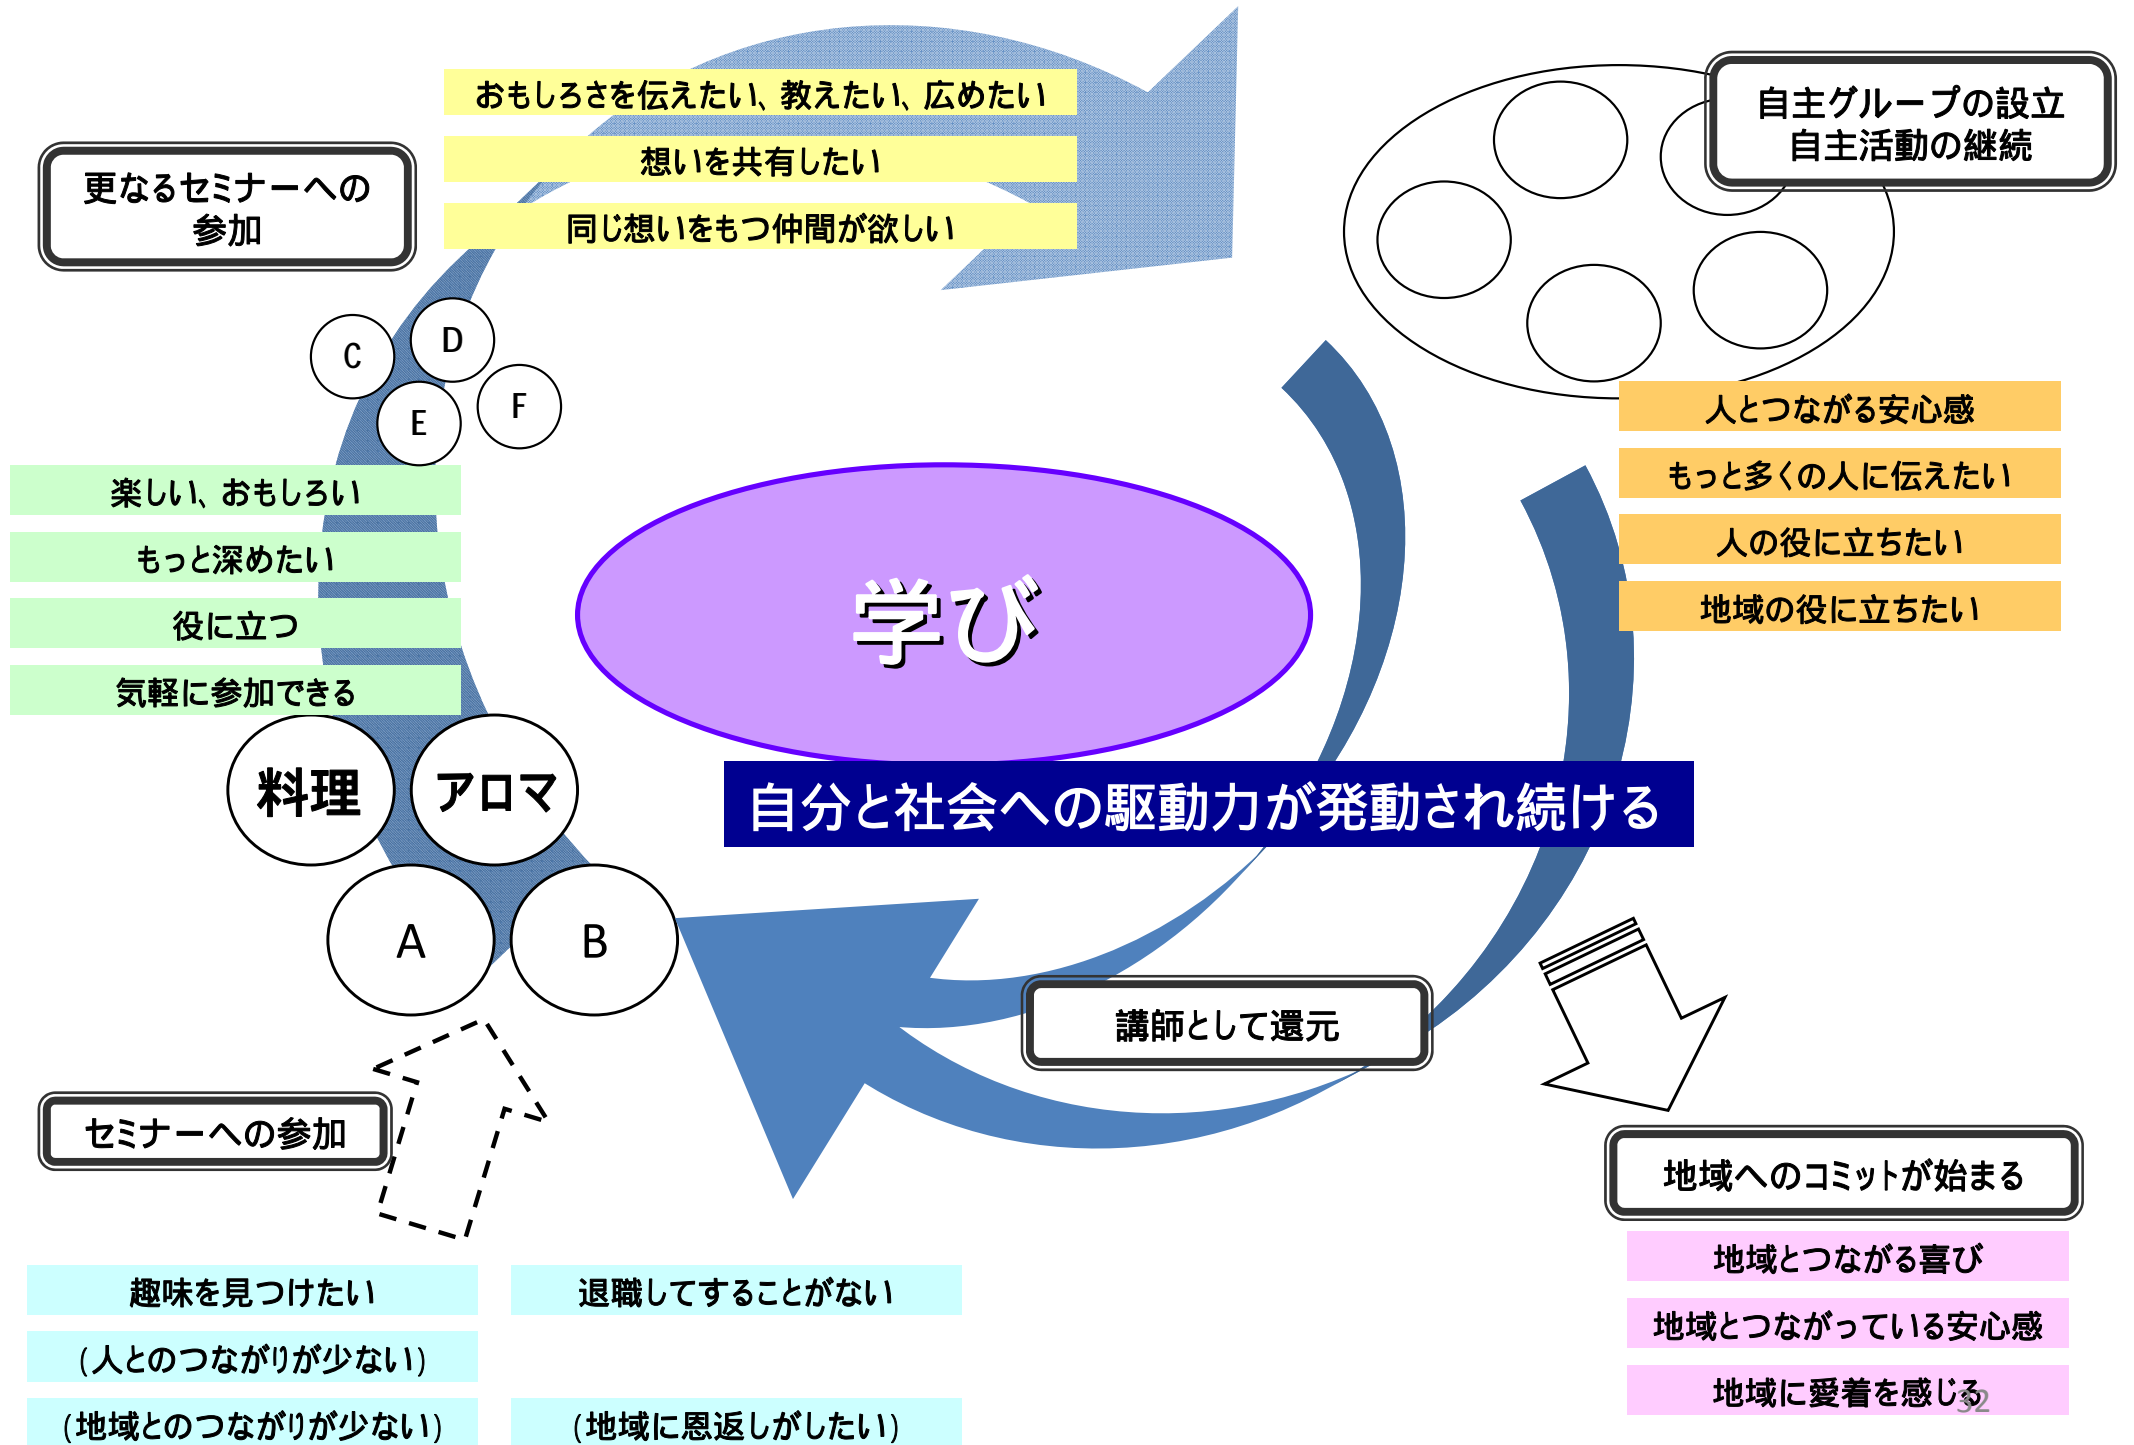 おもしろさを伝えたい、教えたい、広めたい
想いを共有したい
同じ想いをもつ仲間が欲しい
自主グループの設立
自主活動の継続
更なるセミナーへの
参加
C
D
E
F
人とつながる安心感
もっと多くの人に伝えたい
人の役に立ちたい
地域の役に立ちたい
楽しい、おもしろい
もっと深めたい
役に立つ
気軽に参加できる
学び
料理
アロマ
自分と社会への駆動力が発動され続ける
A
B
講師として還元
セミナーへの参加
地域へのコミットが始まる
趣味を見つけたい
退職してすることがない
(人とのつながりが少ない)
(地域とのつながりが少ない)
(地域に恩返しがしたい)
地域とつながる喜び
地域とつながっている安心感
地域に愛着を感じる
32